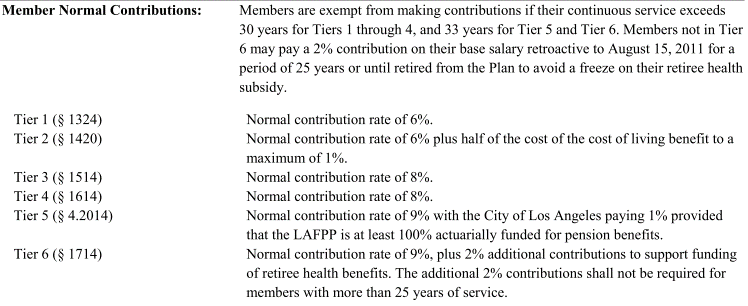 Member Normal Contributions: Members are exempt from making contributions if their continuous service exceeds
30 years for Tiers 1 through 4, and 33 years for Tier 5 and Tier 6. Members not in Tier
6 may pay a 2% contribution on their base salary retroactive to August 15, 2011 for a
period of 25 years or until retired from the Plan to avoid a freeze on their retiree health
subsidy.
Tier 1 (§ 1324) Normal contribution rate of 6%.
Tier 2 (§ 1420) Normal contribution rate of 6% plus half of the cost of the cost of living benefit to a
maximum of 1%.
Tier 3 (§ 1514) Normal contribution rate of 8%.
Tier 4 (§ 1614) Normal contribution rate of 8%.
Tier 5 (§ 4.2014) Normal contribution rate of 9% with the City of Los Angeles paying 1% provided
that the LAFPP is at least 100% actuarially funded for pension benefits.
Tier 6 (§ 1714) Normal contribution rate of 9%, plus 2% additional contributions to support funding
of retiree health benefits. The additional 2% contributions shall not be required for
members with more than 25 years of service.